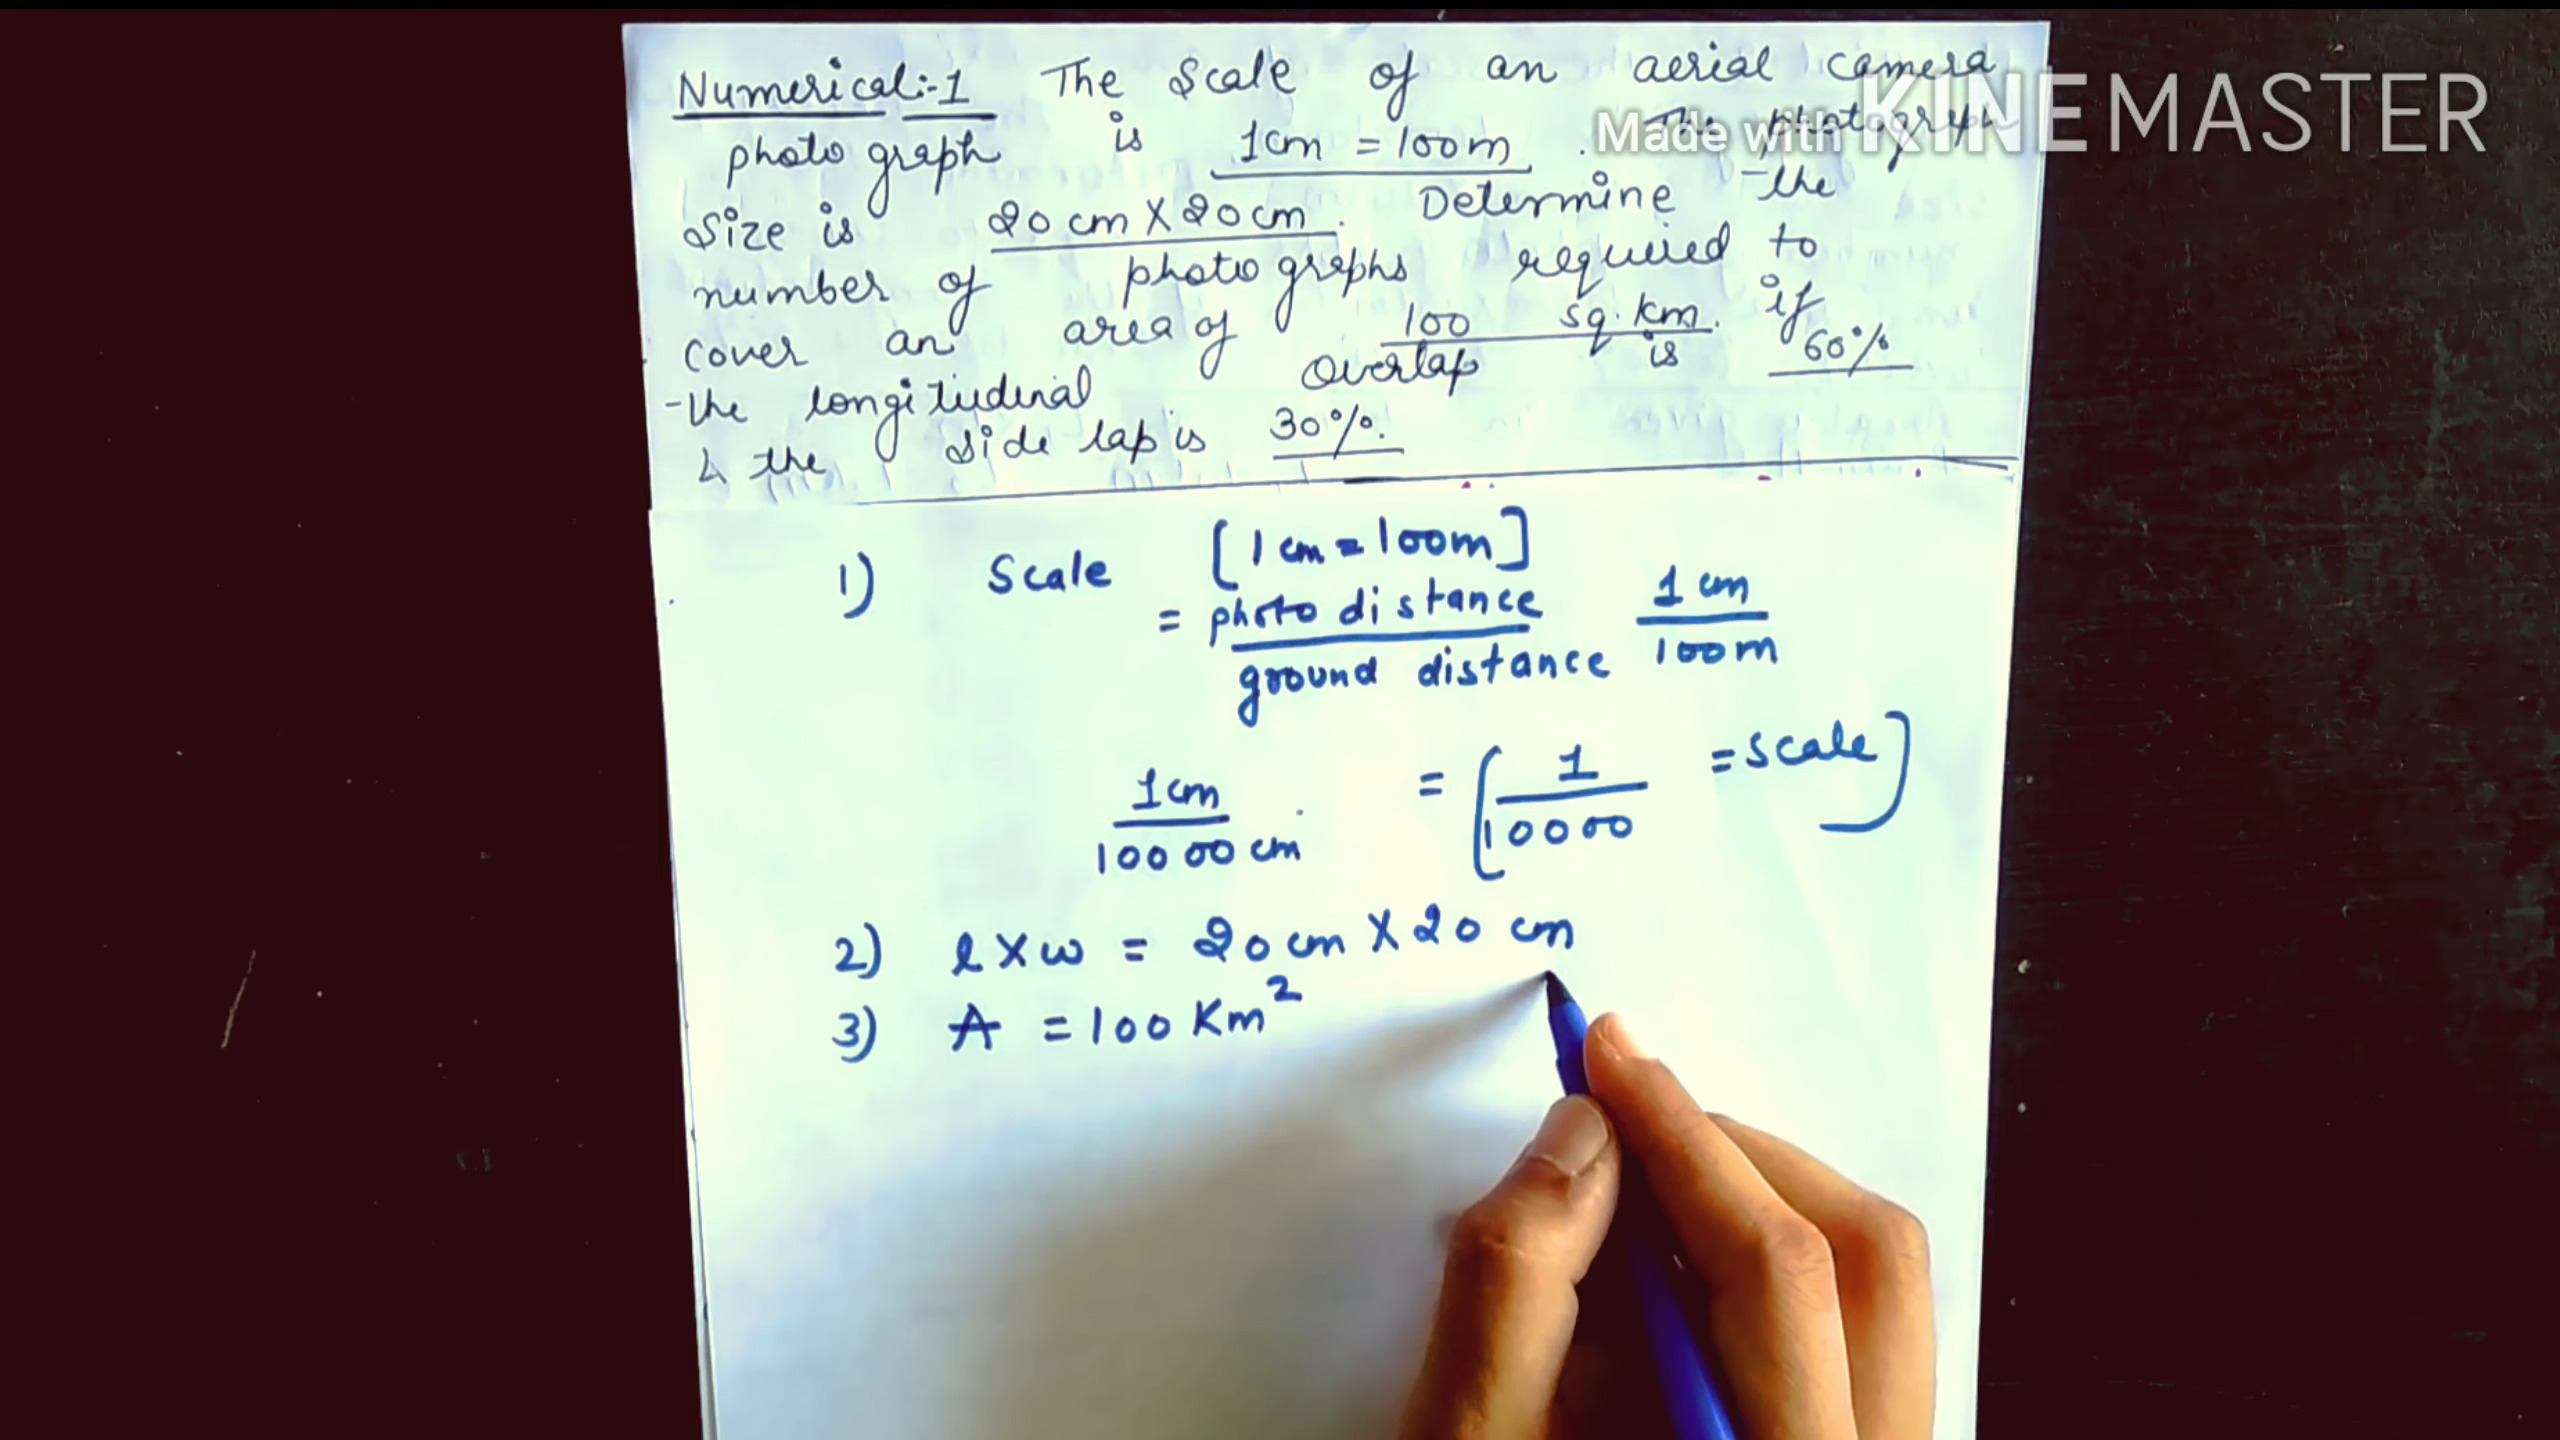 Numerical:-1 The Scale of an aerial camera
photo graph is 1cm = 100m. The photograph
Size is 20 cm X 20 cm. Determine the
number of photo graphs required to
cover an area of 100 sq. km. if
the longitudinal overlap is 60%
& the side lap is 30%.
Made with KINEMASTER
1) Scale [1 cm = 100m]
= photo distance 1 cm
ground distance 100m
1cm = [ 1 = scale]
10000 cm 10000
2) l X w = 20 cm X 20 cm
3) A = 100 Km²